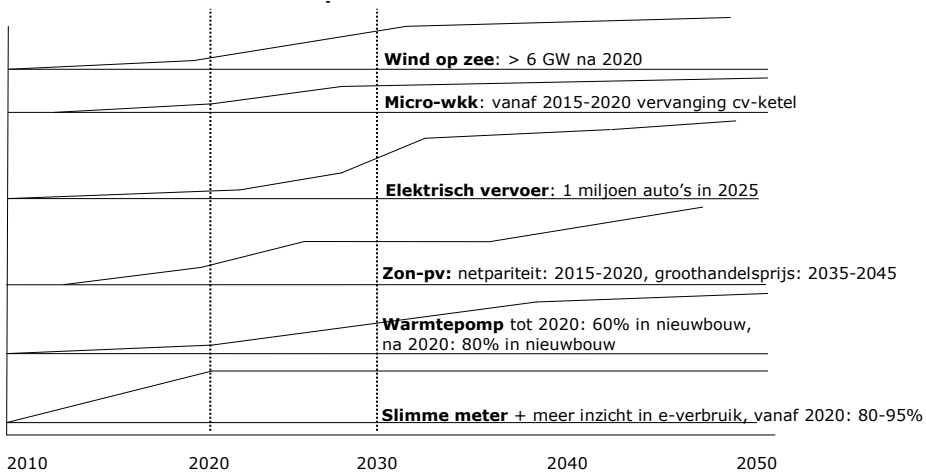 Wind op zee: > 6 GW na 2020
Micro-wkk: vanaf 2015-2020 vervanging cv-ketel
Elektrisch vervoer: 1 miljoen auto’s in 2025
Zon-pv: netpariteit: 2015-2020, groothandelsprijs: 2035-2045
Warmtepomp tot 2020: 60% in nieuwbouw,
na 2020: 80% in nieuwbouw
Slimme meter + meer inzicht in e-verbruik, vanaf 2020: 80-95%
2010 2020 2030 2040 2050